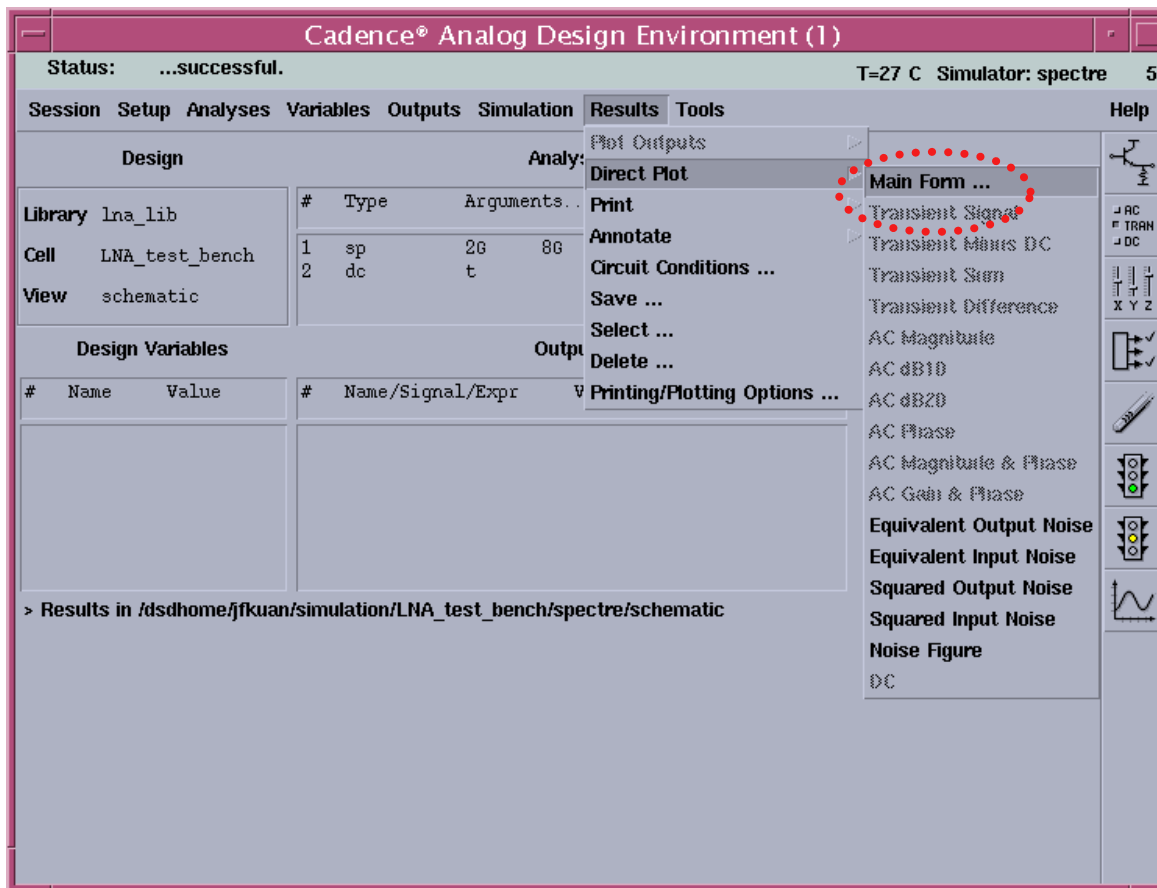 Cadence® Analog Design Environment (1)
Status: ...successful. T=27 C Simulator: spectre 5
Session Setup Analyses Variables Outputs Simulation Results Tools Help
Design
Library lna_lib
Cell LNA_test_bench
View schematic
Analys
# Type Arguments..
1 sp 2G 8G
2 dc t
Design Variables
# Name Value
Outpu
# Name/Signal/Expr V
Plot Outputs
Direct Plot
Print
Annotate
Circuit Conditions ...
Save ...
Select ...
Delete ...
Printing/Plotting Options ...
Main Form ...
Transient Signal
Transient Minus DC
Transient Sum
Transient Difference
AC Magnitude
AC dB10
AC dB20
AC Phase
AC Magnitude & Phase
AC Gain & Phase
Equivalent Output Noise
Equivalent Input Noise
Squared Output Noise
Squared Input Noise
Noise Figure
DC
AC
TRAN
DC
X Y Z
> Results in /dsdhome/jfkuan/simulation/LNA_test_bench/spectre/schematic